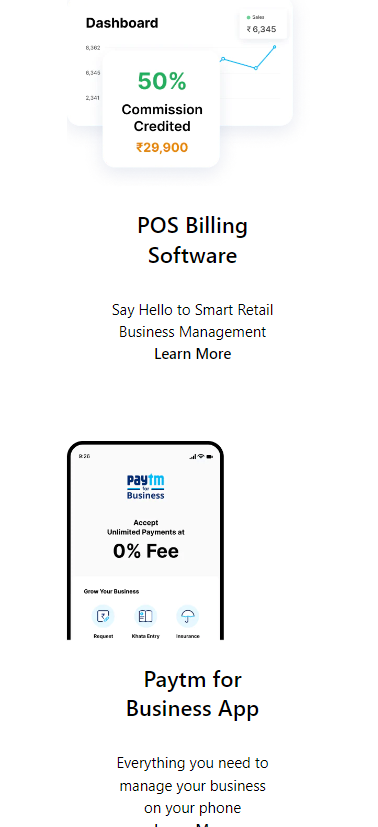 Dashboard
Sales
₹ 6,345
8,362
6,345
2,341
50%
Commission
Credited
₹29,900
POS Billing
Software
Say Hello to Smart Retail
Business Management
Learn More
9:26
paytm
for
Business
Accept
Unlimited Payments at
0% Fee
Grow Your Business
Request
Khata Entry
Insurance
Paytm for
Business App
Everything you need to
manage your business
on your phone